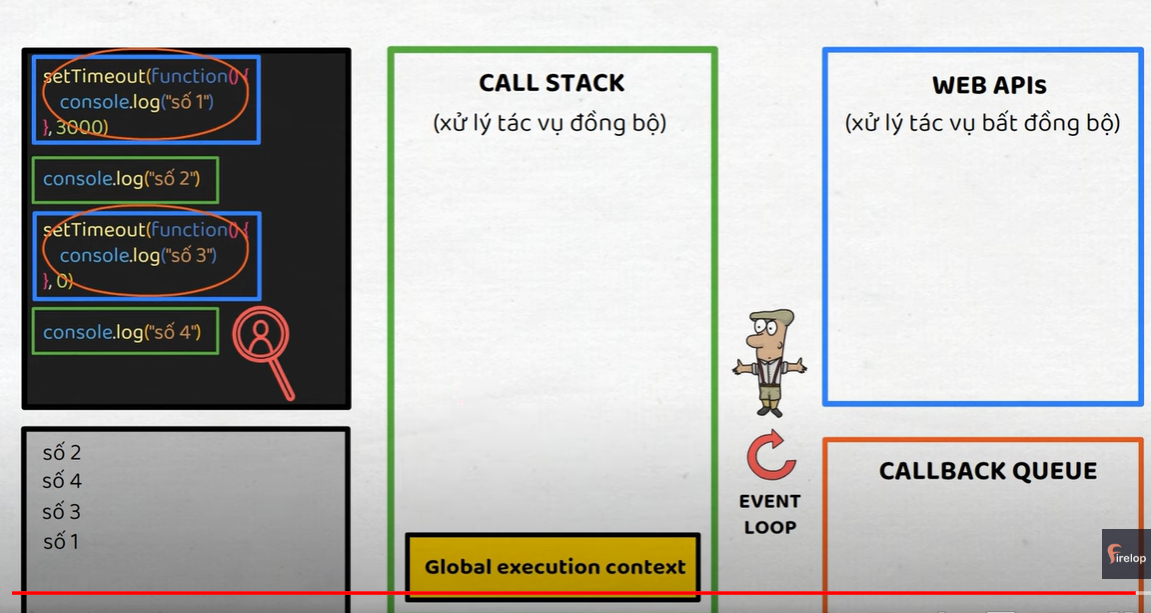 setTimeout(function() {
console.log("số 1")
}, 3000)
console.log("số 2")
setTimeout(function() {
console.log("số 3")
}, 0)
console.log("số 4")
số 2
số 4
số 3
số 1
CALL STACK
(xử lý tác vụ đồng bộ)
Global execution context
EVENT
LOOP
WEB APIs
(xử lý tác vụ bất đồng bộ)
CALLBACK QUEUE
Firelop